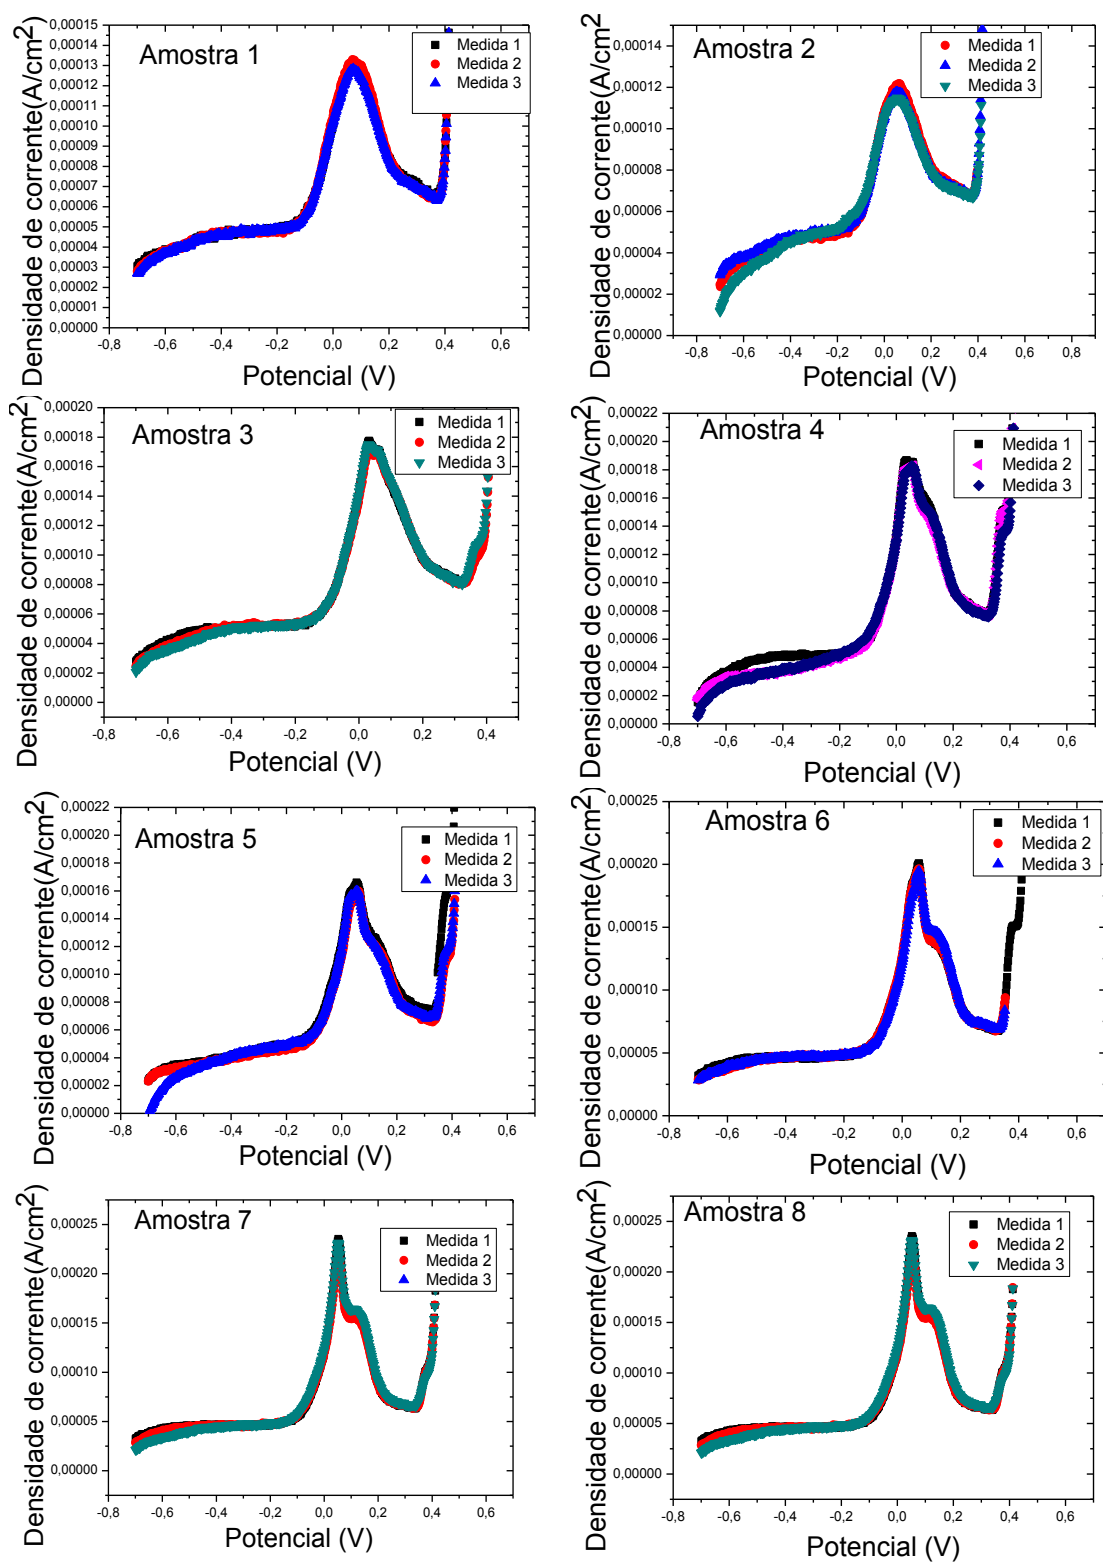 Amostra 1
Medida 1
Medida 2
Medida 3
0,00015
0,00014
0,00013
0,00012
0,00011
0,00010
0,00009
0,00008
0,00007
0,00006
0,00005
0,00004
0,00003
0,00002
0,00001
0,00000
Densidade de corrente(A/cm2)
-0,8 -0,6 -0,4 -0,2 0,0 0,2 0,4 0,6
Potencial (V)
Amostra 2
Medida 1
Medida 2
Medida 3
0,00014
0,00012
0,00010
0,00008
0,00006
0,00004
0,00002
0,00000
Densidade de corrente(A/cm2)
-0,8 -0,6 -0,4 -0,2 0,0 0,2 0,4 0,6 0,8
Potencial (V)
Amostra 3
Medida 1
Medida 2
Medida 3
0,00020
0,00018
0,00016
0,00014
0,00012
0,00010
0,00008
0,00006
0,00004
0,00002
0,00000
Densidade de corrente(A/cm2)
-0,8 -0,6 -0,4 -0,2 0,0 0,2 0,4
Potencial (V)
Amostra 4
Medida 1
Medida 2
Medida 3
0,00022
0,00020
0,00018
0,00016
0,00014
0,00012
0,00010
0,00008
0,00006
0,00004
0,00002
0,00000
Densidade de corrente(A/cm2)
-0,8 -0,6 -0,4 -0,2 0,0 0,2 0,4 0,6
Potencial (V)
Amostra 5
Medida 1
Medida 2
Medida 3
0,00022
0,00020
0,00018
0,00016
0,00014
0,00012
0,00010
0,00008
0,00006
0,00004
0,00002
0,00000
Densidade de corrente(A/cm2)
-0,8 -0,6 -0,4 -0,2 0,0 0,2 0,4 0,6
Potencial (V)
Amostra 6
Medida 1
Medida 2
Medida 3
0,00025
0,00020
0,00015
0,00010
0,00005
0,00000
Densidade de corrente(A/cm2)
-0,8 -0,6 -0,4 -0,2 0,0 0,2 0,4 0,6
Potencial (V)
Amostra 7
Medida 1
Medida 2
Medida 3
0,00025
0,00020
0,00015
0,00010
0,00005
0,00000
Densidade de corrente(A/cm2)
-0,8 -0,6 -0,4 -0,2 0,0 0,2 0,4 0,6
Potencial (V)
Amostra 8
Medida 1
Medida 2
Medida 3
0,00025
0,00020
0,00015
0,00010
0,00005
0,00000
Densidade de corrente(A/cm2)
-0,8 -0,6 -0,4 -0,2 0,0 0,2 0,4 0,6
Potencial (V)